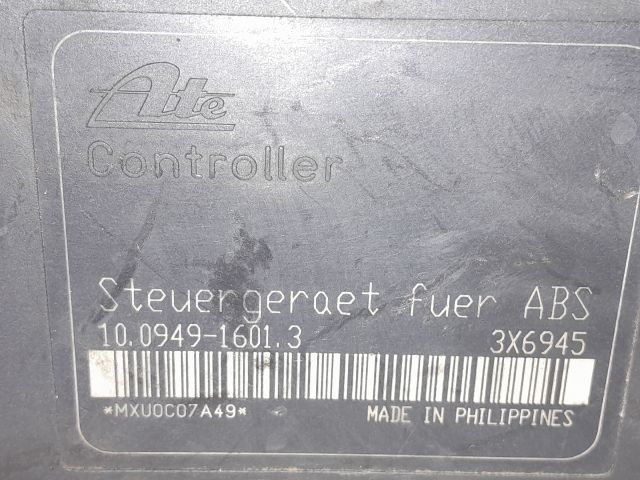 Ate
Controller
Steuergeraet fuer ABS
10.0949-1601.3 3X6945
*MXU0C07A49*
MADE IN PHILIPPINES